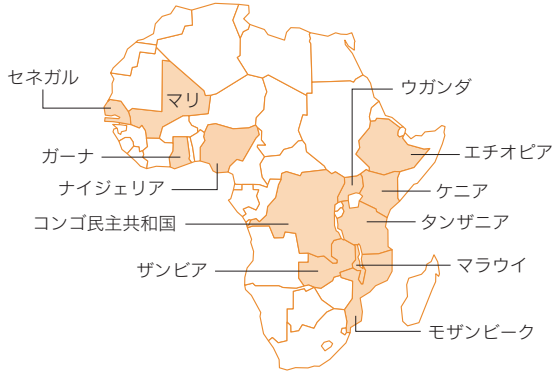 セネガル
マリ
ウガンダ
ガーナ
エチオピア
ナイジェリア
ケニア
コンゴ民主共和国
タンザニア
ザンビア
マラウイ
モザンビーク